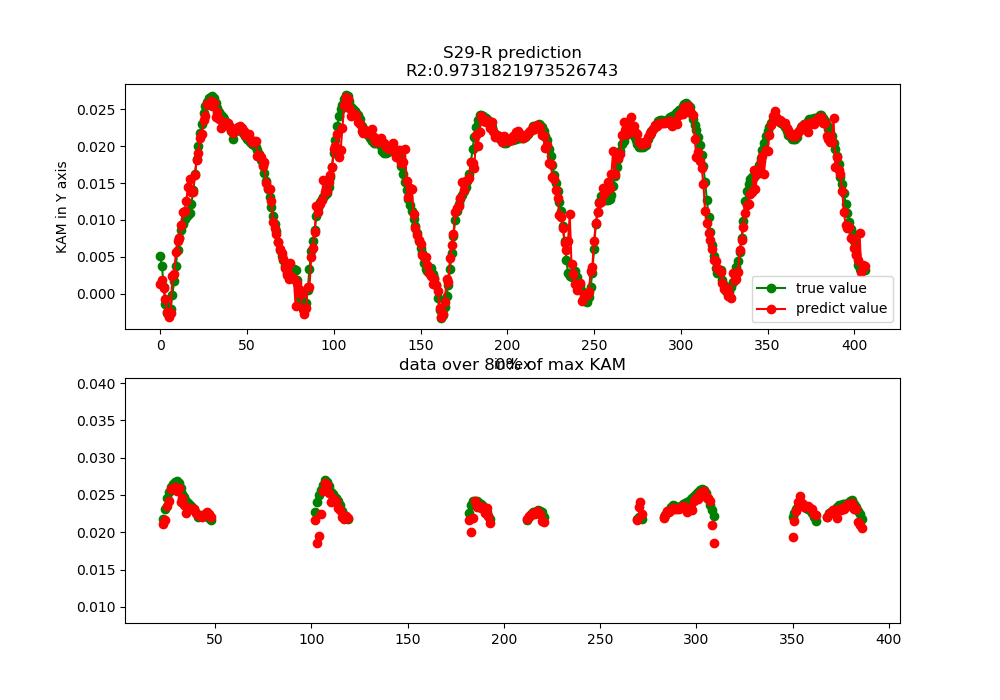 S29-R prediction
R2:0.9731821973526743
KAM in Y axis
0.025
0.020
0.015
0.010
0.005
0.000
true value
predict value
0 50 100 150 200 250 300 350 400
index
data over 80% of max KAM
0.040
0.035
0.030
0.025
0.020
0.015
0.010
50 100 150 200 250 300 350 400